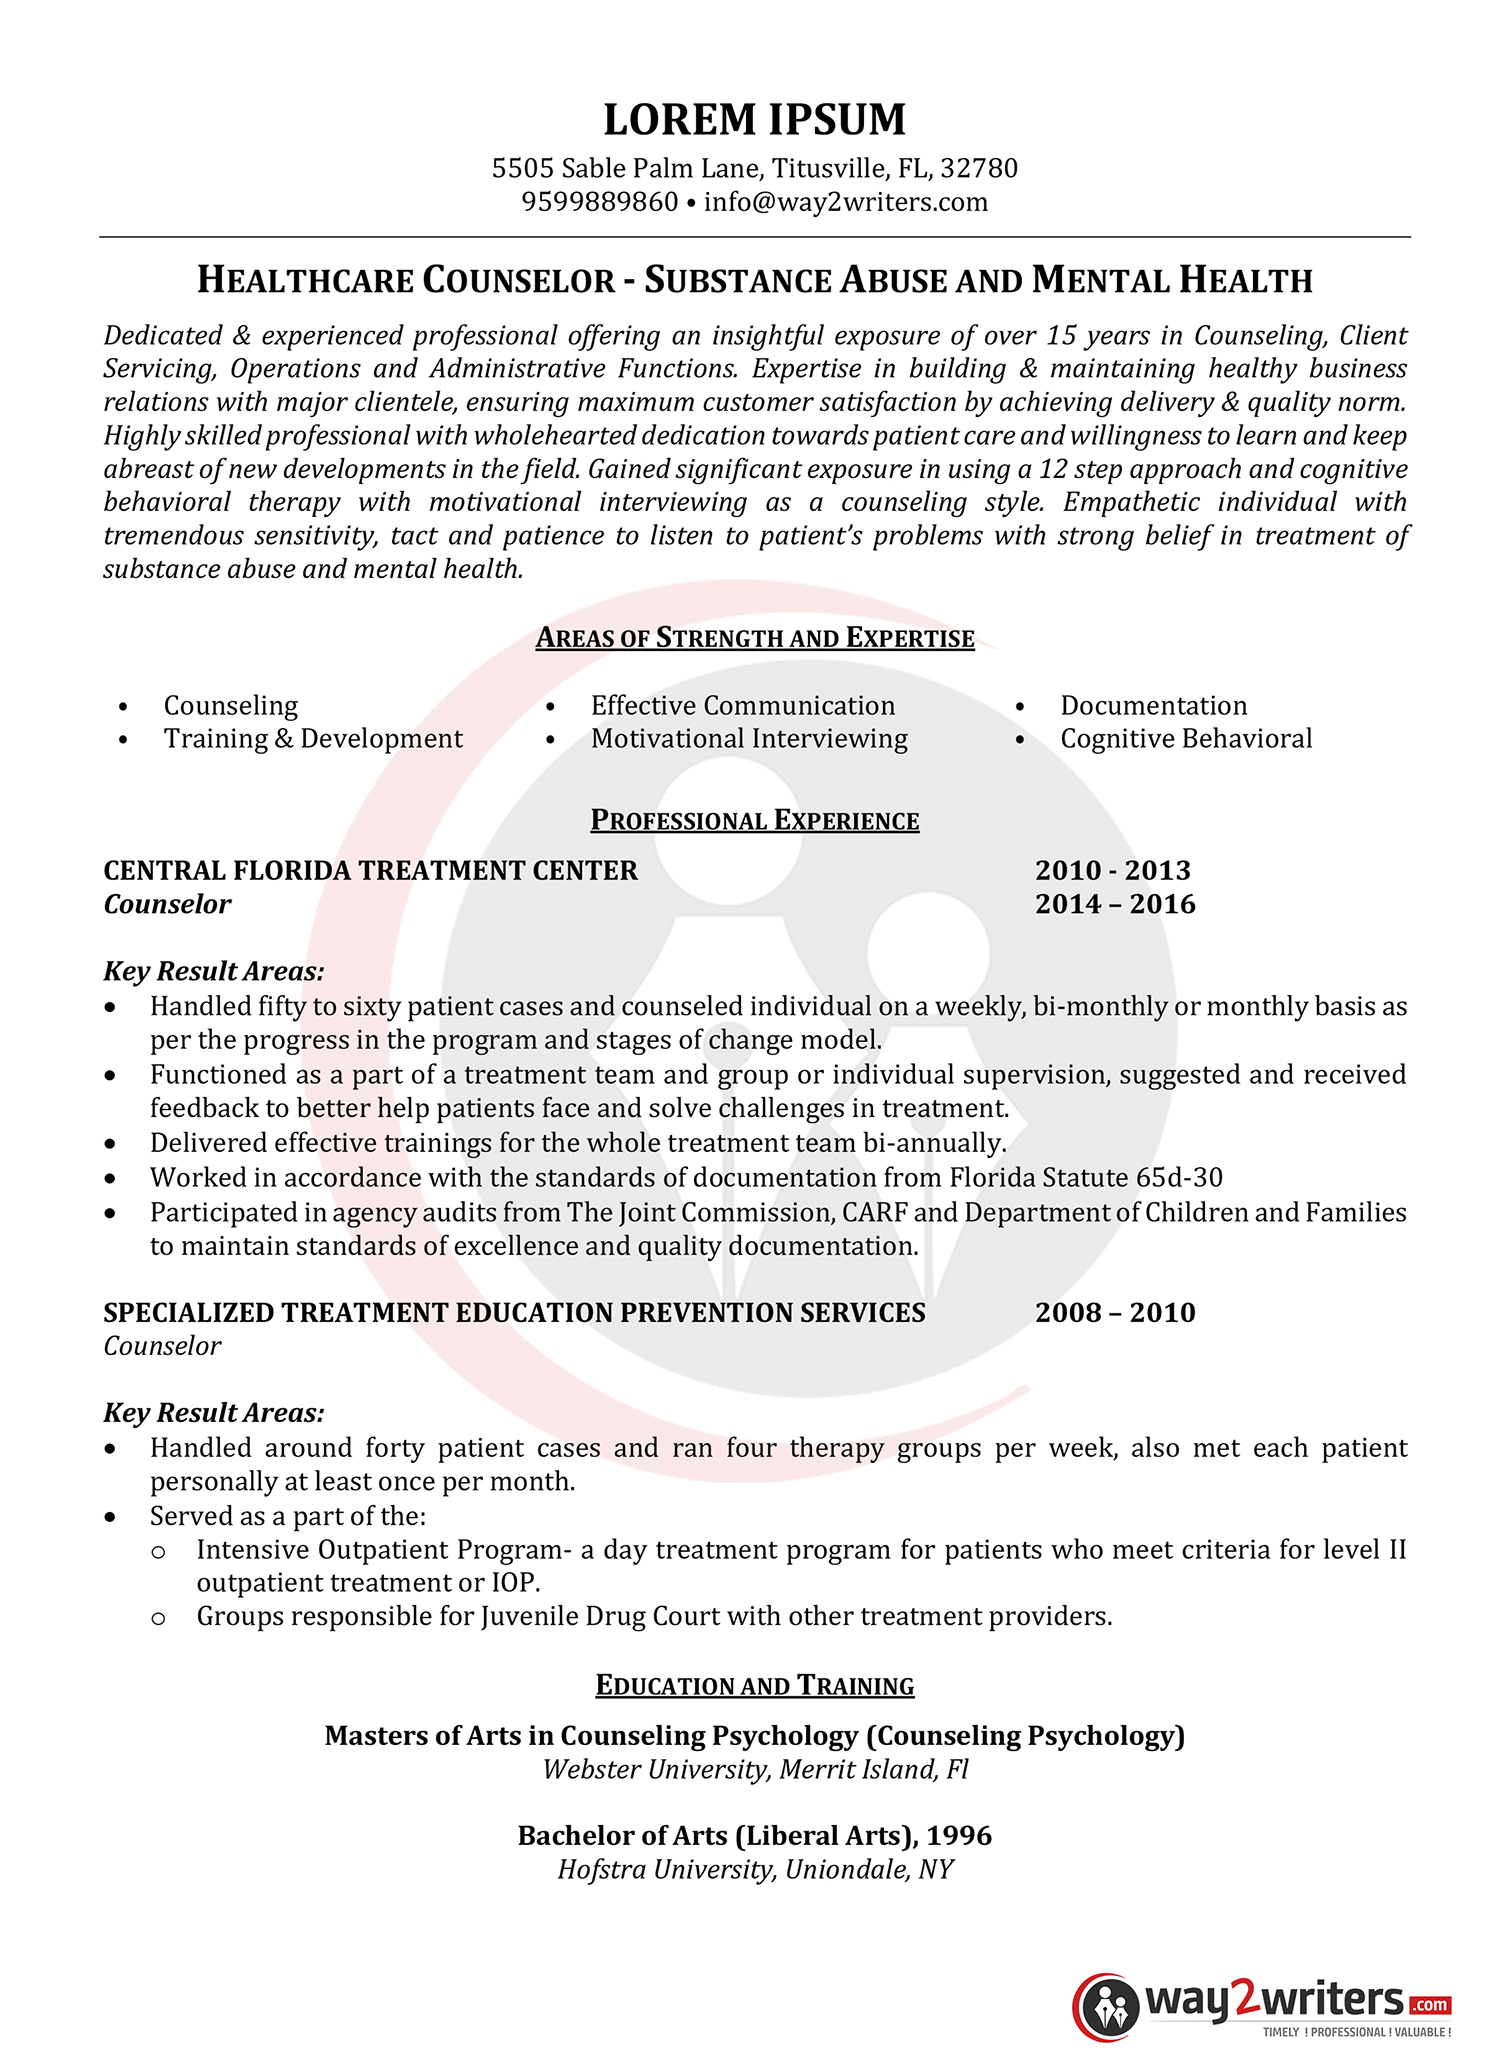 LOREM IPSUM
5505 Sable Palm Lane, Titusville, FL, 32780
9599889860 • info@way2writers.com
HEALTHCARE COUNSELOR - SUBSTANCE ABUSE AND MENTAL HEALTH
Dedicated & experienced professional offering an insightful exposure of over 15 years in Counseling, Client
Servicing, Operations and Administrative Functions. Expertise in building & maintaining healthy business
relations with major clientele, ensuring maximum customer satisfaction by achieving delivery & quality norm.
Highly skilled professional with wholehearted dedication towards patient care and willingness to learn and keep
abreast of new developments in the field. Gained significant exposure in using a 12 step approach and cognitive
behavioral therapy with motivational interviewing as a counseling style. Empathetic individual with
tremendous sensitivity, tact and patience to listen to patient's problems with strong belief in treatment of
substance abuse and mental health.
AREAS OF STRENGTH AND EXPERTISE
• Counseling • Effective Communication • Documentation
• Training & Development • Motivational Interviewing • Cognitive Behavioral
PROFESSIONAL EXPERIENCE
CENTRAL FLORIDA TREATMENT CENTER 2010 - 2013
Counselor 2014 – 2016
Key Result Areas:
• Handled fifty to sixty patient cases and counseled individual on a weekly, bi-monthly or monthly basis as
per the progress in the program and stages of change model.
• Functioned as a part of a treatment team and group or individual supervision, suggested and received
feedback to better help patients face and solve challenges in treatment.
• Delivered effective trainings for the whole treatment team bi-annually.
• Worked in accordance with the standards of documentation from Florida Statute 65d-30
• Participated in agency audits from The Joint Commission, CARF and Department of Children and Families
to maintain standards of excellence and quality documentation.
SPECIALIZED TREATMENT EDUCATION PREVENTION SERVICES 2008 – 2010
Counselor
Key Result Areas:
• Handled around forty patient cases and ran four therapy groups per week, also met each patient
personally at least once per month.
• Served as a part of the:
o Intensive Outpatient Program- a day treatment program for patients who meet criteria for level II
outpatient treatment or IOP.
o Groups responsible for Juvenile Drug Court with other treatment providers.
EDUCATION AND TRAINING
Masters of Arts in Counseling Psychology (Counseling Psychology)
Webster University, Merrit Island, Fl
Bachelor of Arts (Liberal Arts), 1996
Hofstra University, Uniondale, NY
way2writers.com
TIMELY ! PROFESSIONAL ! VALUABLE !